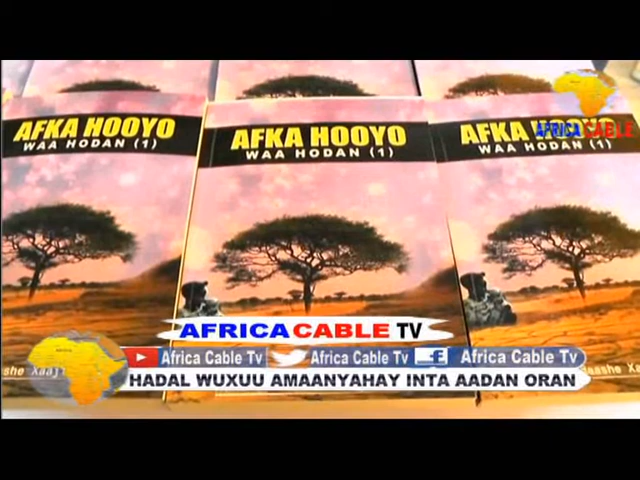 AFKA HOOYO
WAA HODAN (1)
AFKA HOOYO
WAA HODAN (1)
AFKA HOOYO
WAA HODAN (1)
AFRICA CABLE
AFRICA CABLE TV
Africa Cable Tv
Africa Cable Tv
Africa Cable Tv
HADAL WUXUU AMAANYAHAY INTA AADAN ORAN